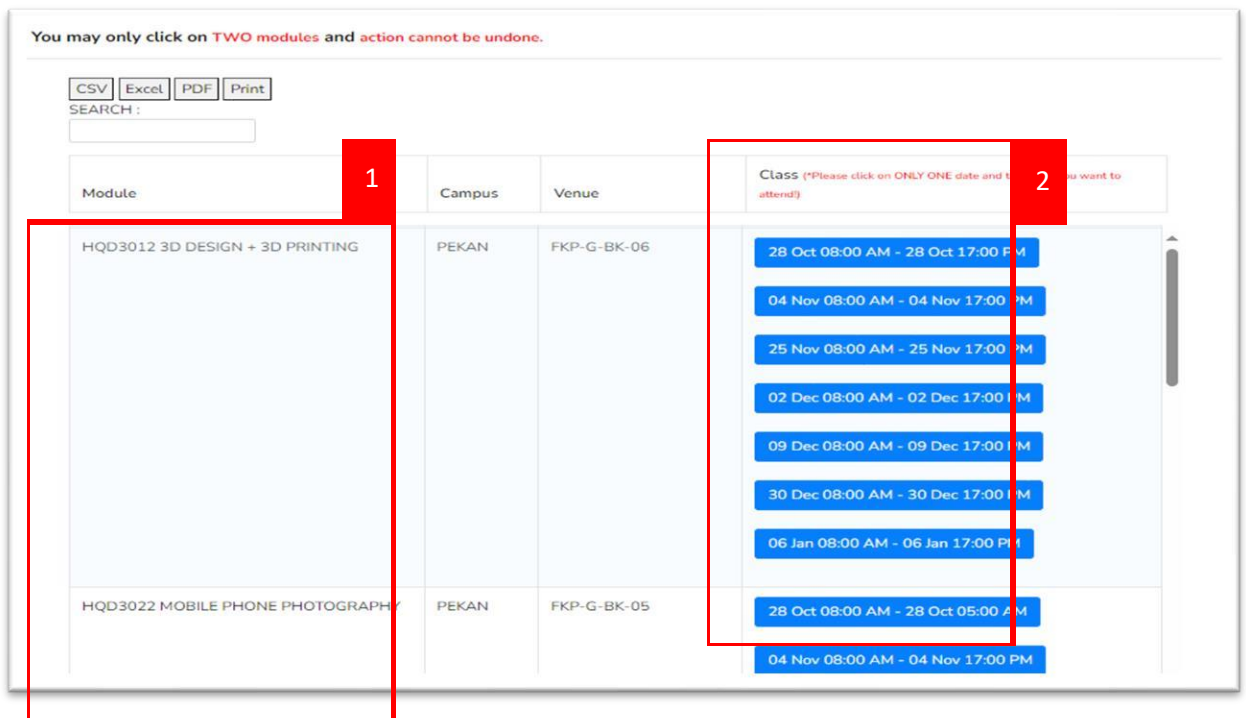 You may only click on TWO modules and action cannot be undone.
CSV Excel PDF Print
SEARCH :
1
2
Module Campus Venue Class (*Please click on ONLY ONE date and want to
attend!)
HQD3012 3D DESIGN + 3D PRINTING PEKAN FKP-G-BK-06 28 Oct 08:00 AM - 28 Oct 17:00 PM
04 Nov 08:00 AM - 04 Nov 17:00 PM
25 Nov 08:00 AM - 25 Nov 17:00 PM
02 Dec 08:00 AM - 02 Dec 17:00 PM
09 Dec 08:00 AM - 09 Dec 17:00 PM
30 Dec 08:00 AM - 30 Dec 17:00 PM
06 Jan 08:00 AM - 06 Jan 17:00 PM
HQD3022 MOBILE PHONE PHOTOGRAPHY PEKAN FKP-G-BK-05 28 Oct 08:00 AM - 28 Oct 05:00 AM
04 Nov 08:00 AM - 04 Nov 17:00 PM